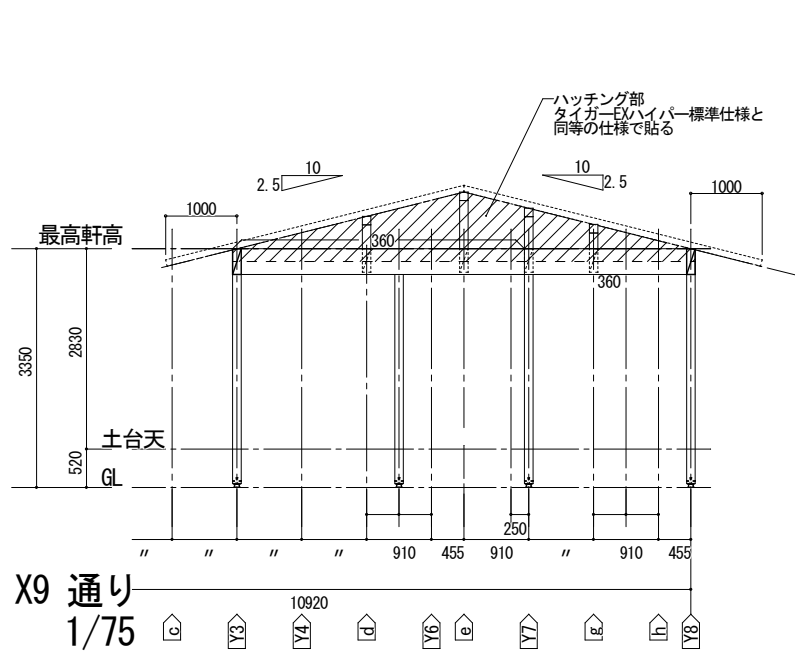 ハッチング部
タイガーEXハイパー標準仕様と
同等の仕様で貼る
10
2.5
10
2.5
1000
1000
最高軒高
360
360
3350
2830
520
土台天
GL
250
〃 〃 〃 〃 910 455 910 〃 910 455
10920
X9 通り
1/75
c Y3 Y4 d Y6 e Y7 g h Y8